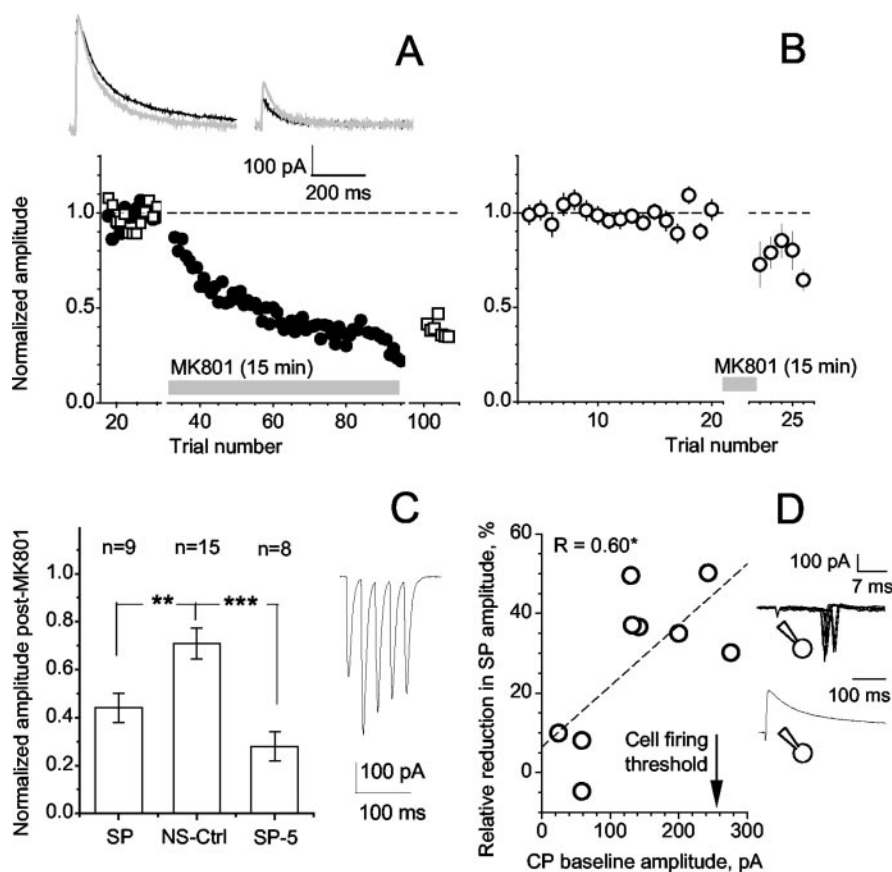 A
B
100 pA
200 ms
Normalized amplitude
1.0
0.5
0.0
MK801 (15 min)
20
40
60
80
100
Trial number
1.0
0.5
0.0
MK801 (15 min)
10
20
25
Trial number
C
D
Normalized amplitude post-MK801
1.0
0.8
0.6
0.4
0.2
0.0
n=9
n=15
n=8
**
***
SP
NS-Ctrl
SP-5
100 pA
100 ms
Relative reduction in SP amplitude, %
60
50
40
20
0
R = 0.60*
Cell firing
threshold
0
100
200
300
CP baseline amplitude, pA
100 pA
7 ms
100 ms